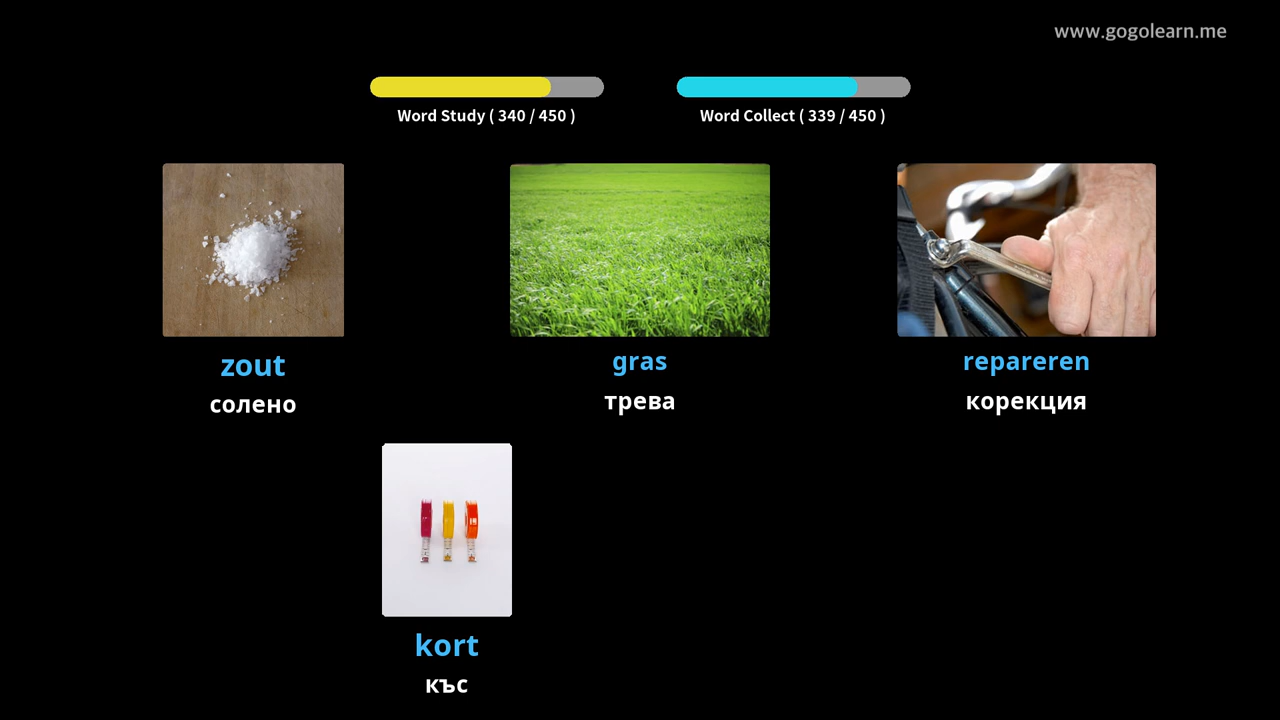 www.gogolearn.me
Word Study ( 340 / 450 )
Word Collect ( 339 / 450 )
zout
солено
gras
трева
repareren
корекция
kort
къс